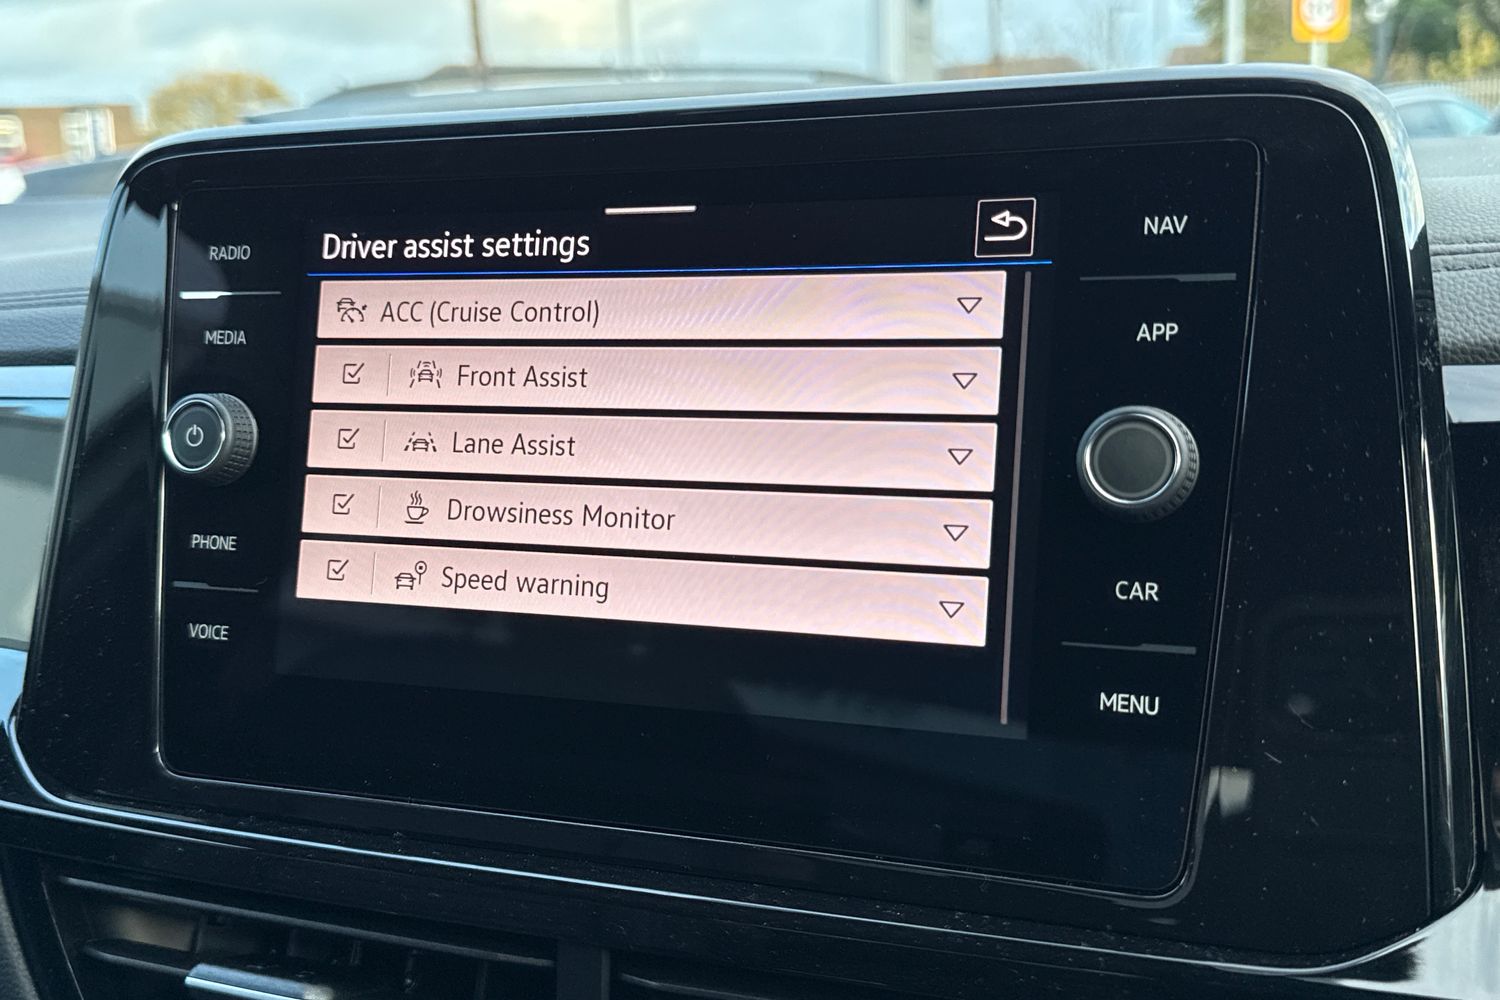 Driver assist settings
ACC (Cruise Control)
Front Assist
Lane Assist
Drowsiness Monitor
Speed warning
RADIO
MEDIA
PHONE
VOICE
NAV
APP
CAR
MENU